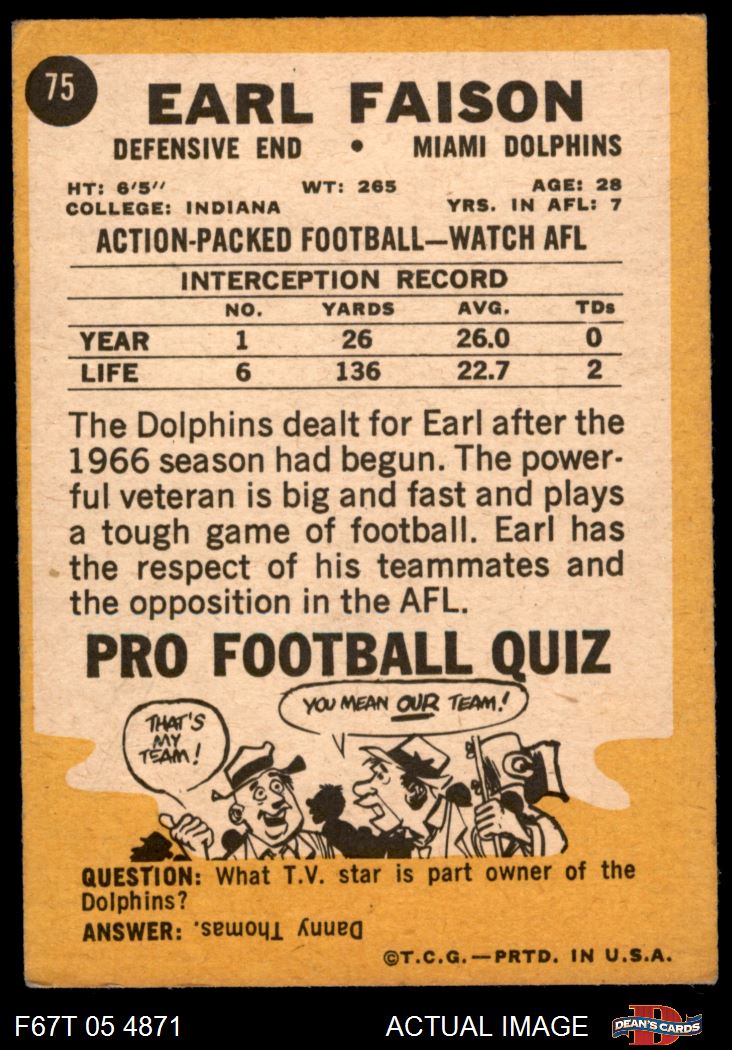 75
EARL FAISON
DEFENSIVE END • MIAMI DOLPHINS
HT: 6'5" WT: 265 AGE: 28
COLLEGE: INDIANA YRS. IN AFL: 7
ACTION-PACKED FOOTBALL—WATCH AFL
INTERCEPTION RECORD
NO. YARDS AVG. TDs
YEAR 1 26 26.0 0
LIFE 6 136 22.7 2
The Dolphins dealt for Earl after the
1966 season had begun. The power-
ful veteran is big and fast and plays
a tough game of football. Earl has
the respect of his teammates and
the opposition in the AFL.
PRO FOOTBALL QUIZ
THAT'S
MY
TEAM!
YOU MEAN OUR TEAM!
QUESTION: What T.V. star is part owner of the
Dolphins?
ANSWER: Danny Thomas.
©T.C.G.—PRTD. IN U.S.A.
F67T 05 4871 ACTUAL IMAGE
D
DEAN'S CARDS